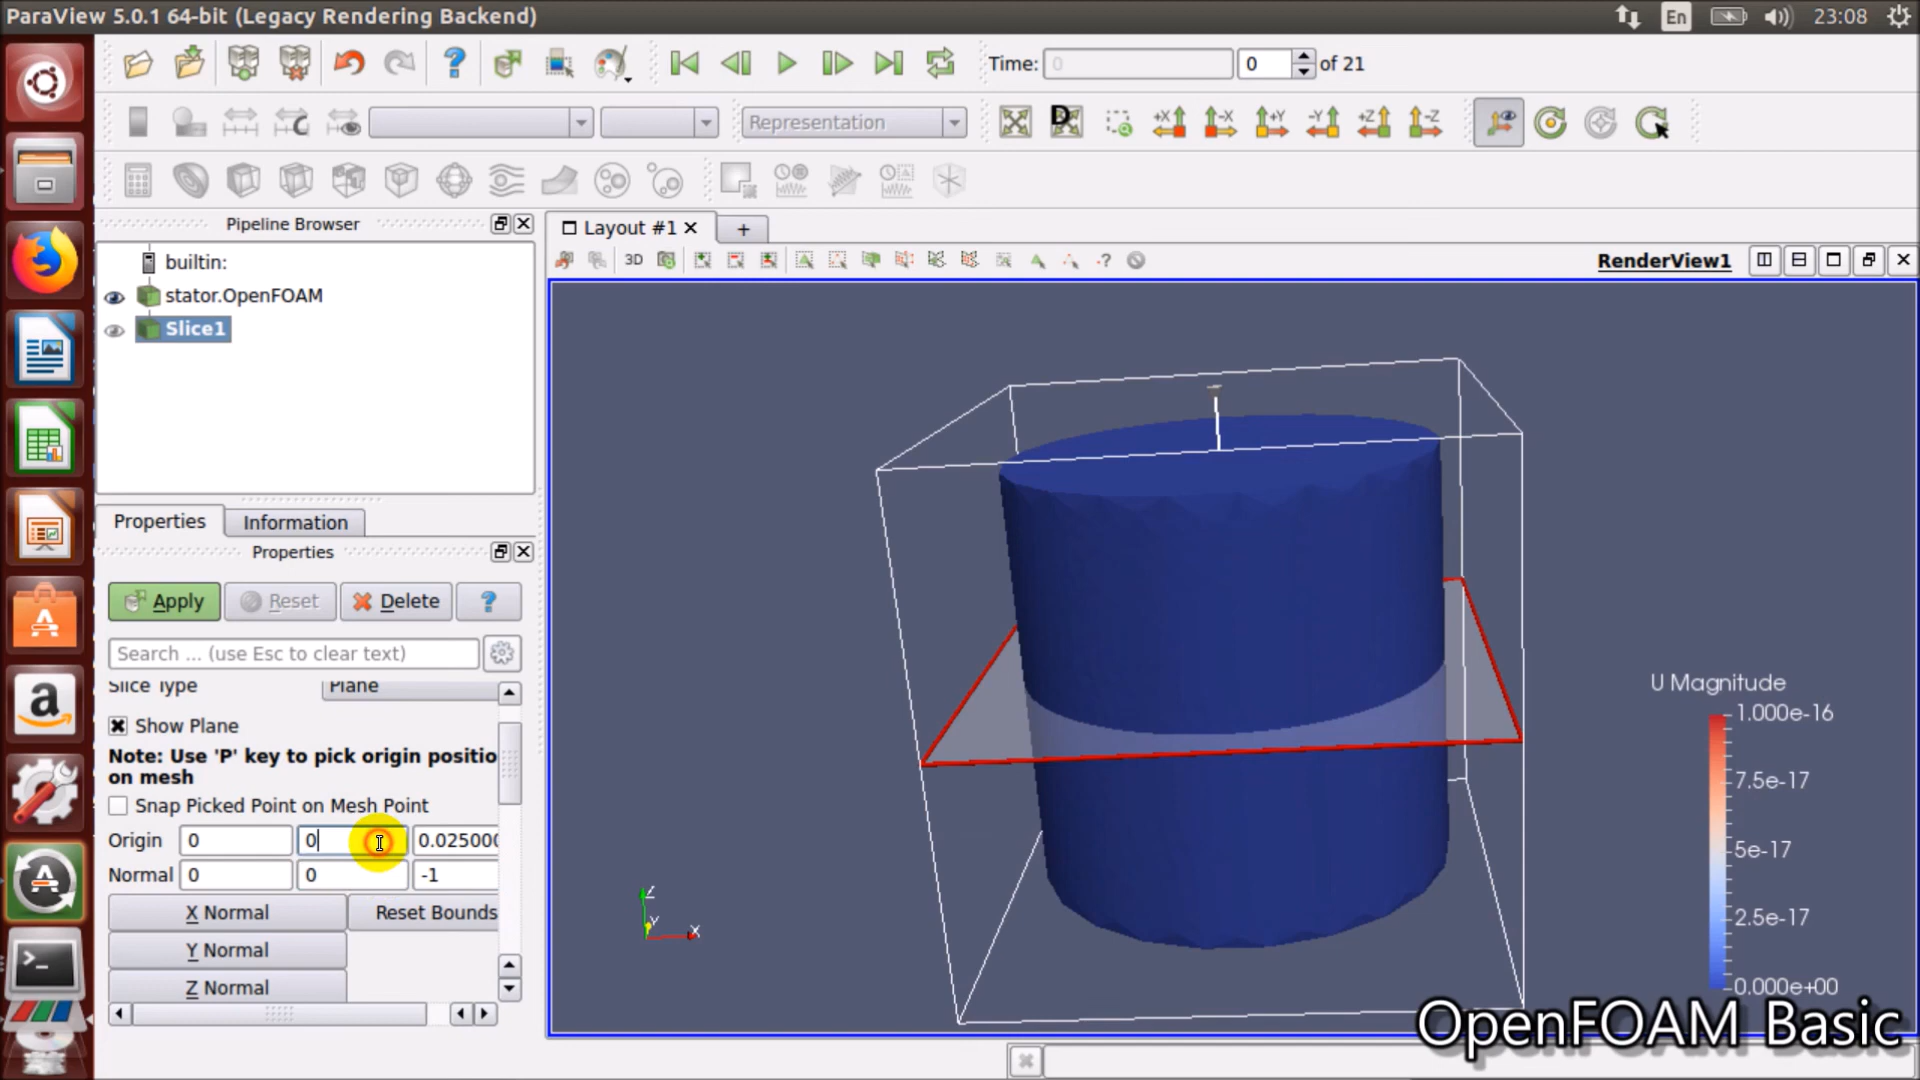 ParaView 5.0.1 64-bit (Legacy Rendering Backend)
En
23:08
?
Time: 0
0
of 21
Representation
D
+X
-X
+Y
-Y
+Z
-Z
Pipeline Browser
Layout #1
+
builtin:
stator.OpenFOAM
Slice1
3D
?
RenderView1
Properties
Information
Properties
Apply
Reset
Delete
?
Search ... (use Esc to clear text)
Slice Type
Plane
Show Plane
Note: Use 'P' key to pick origin positio
on mesh
Snap Picked Point on Mesh Point
Origin 0 0 0.025000
Normal 0 0 -1
X Normal
Reset Bounds
Y Normal
Z Normal
Z
Y
X
U Magnitude
1.000e-16
7.5e-17
5e-17
2.5e-17
0.000e+00
OpenFOAM Basic